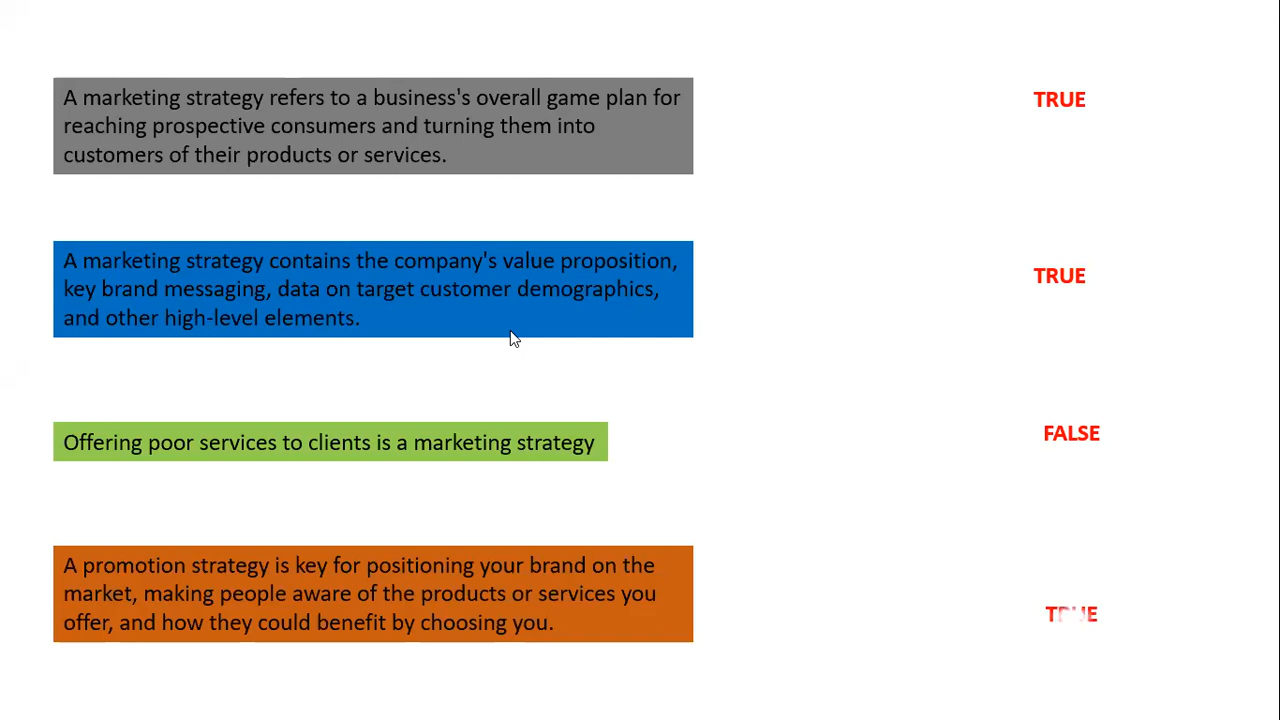 A marketing strategy refers to a business's overall game plan for
reaching prospective consumers and turning them into
customers of their products or services.
TRUE
A marketing strategy contains the company's value proposition,
key brand messaging, data on target customer demographics,
and other high-level elements.
TRUE
Offering poor services to clients is a marketing strategy
FALSE
A promotion strategy is key for positioning your brand on the
market, making people aware of the products or services you
offer, and how they could benefit by choosing you.
TRUE